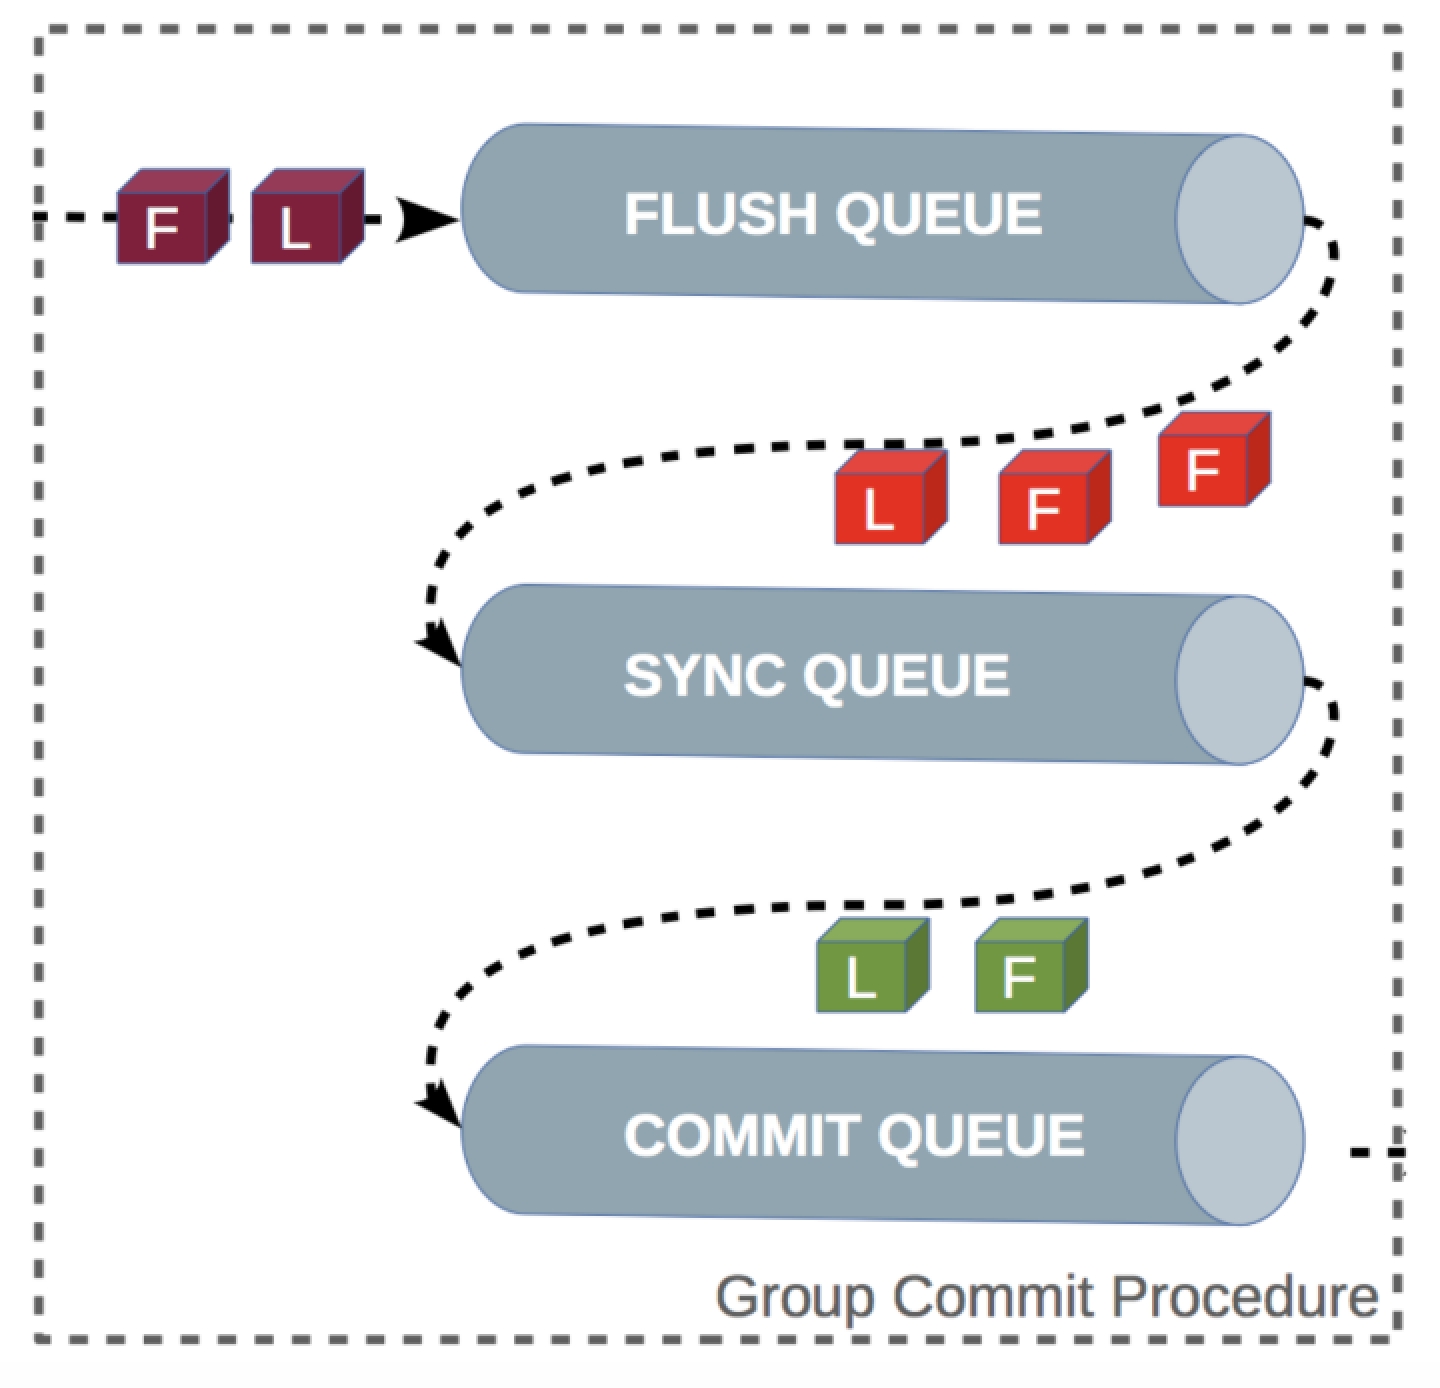 F L FLUSH QUEUE
L F F
SYNC QUEUE
L F
COMMIT QUEUE
Group Commit Procedure